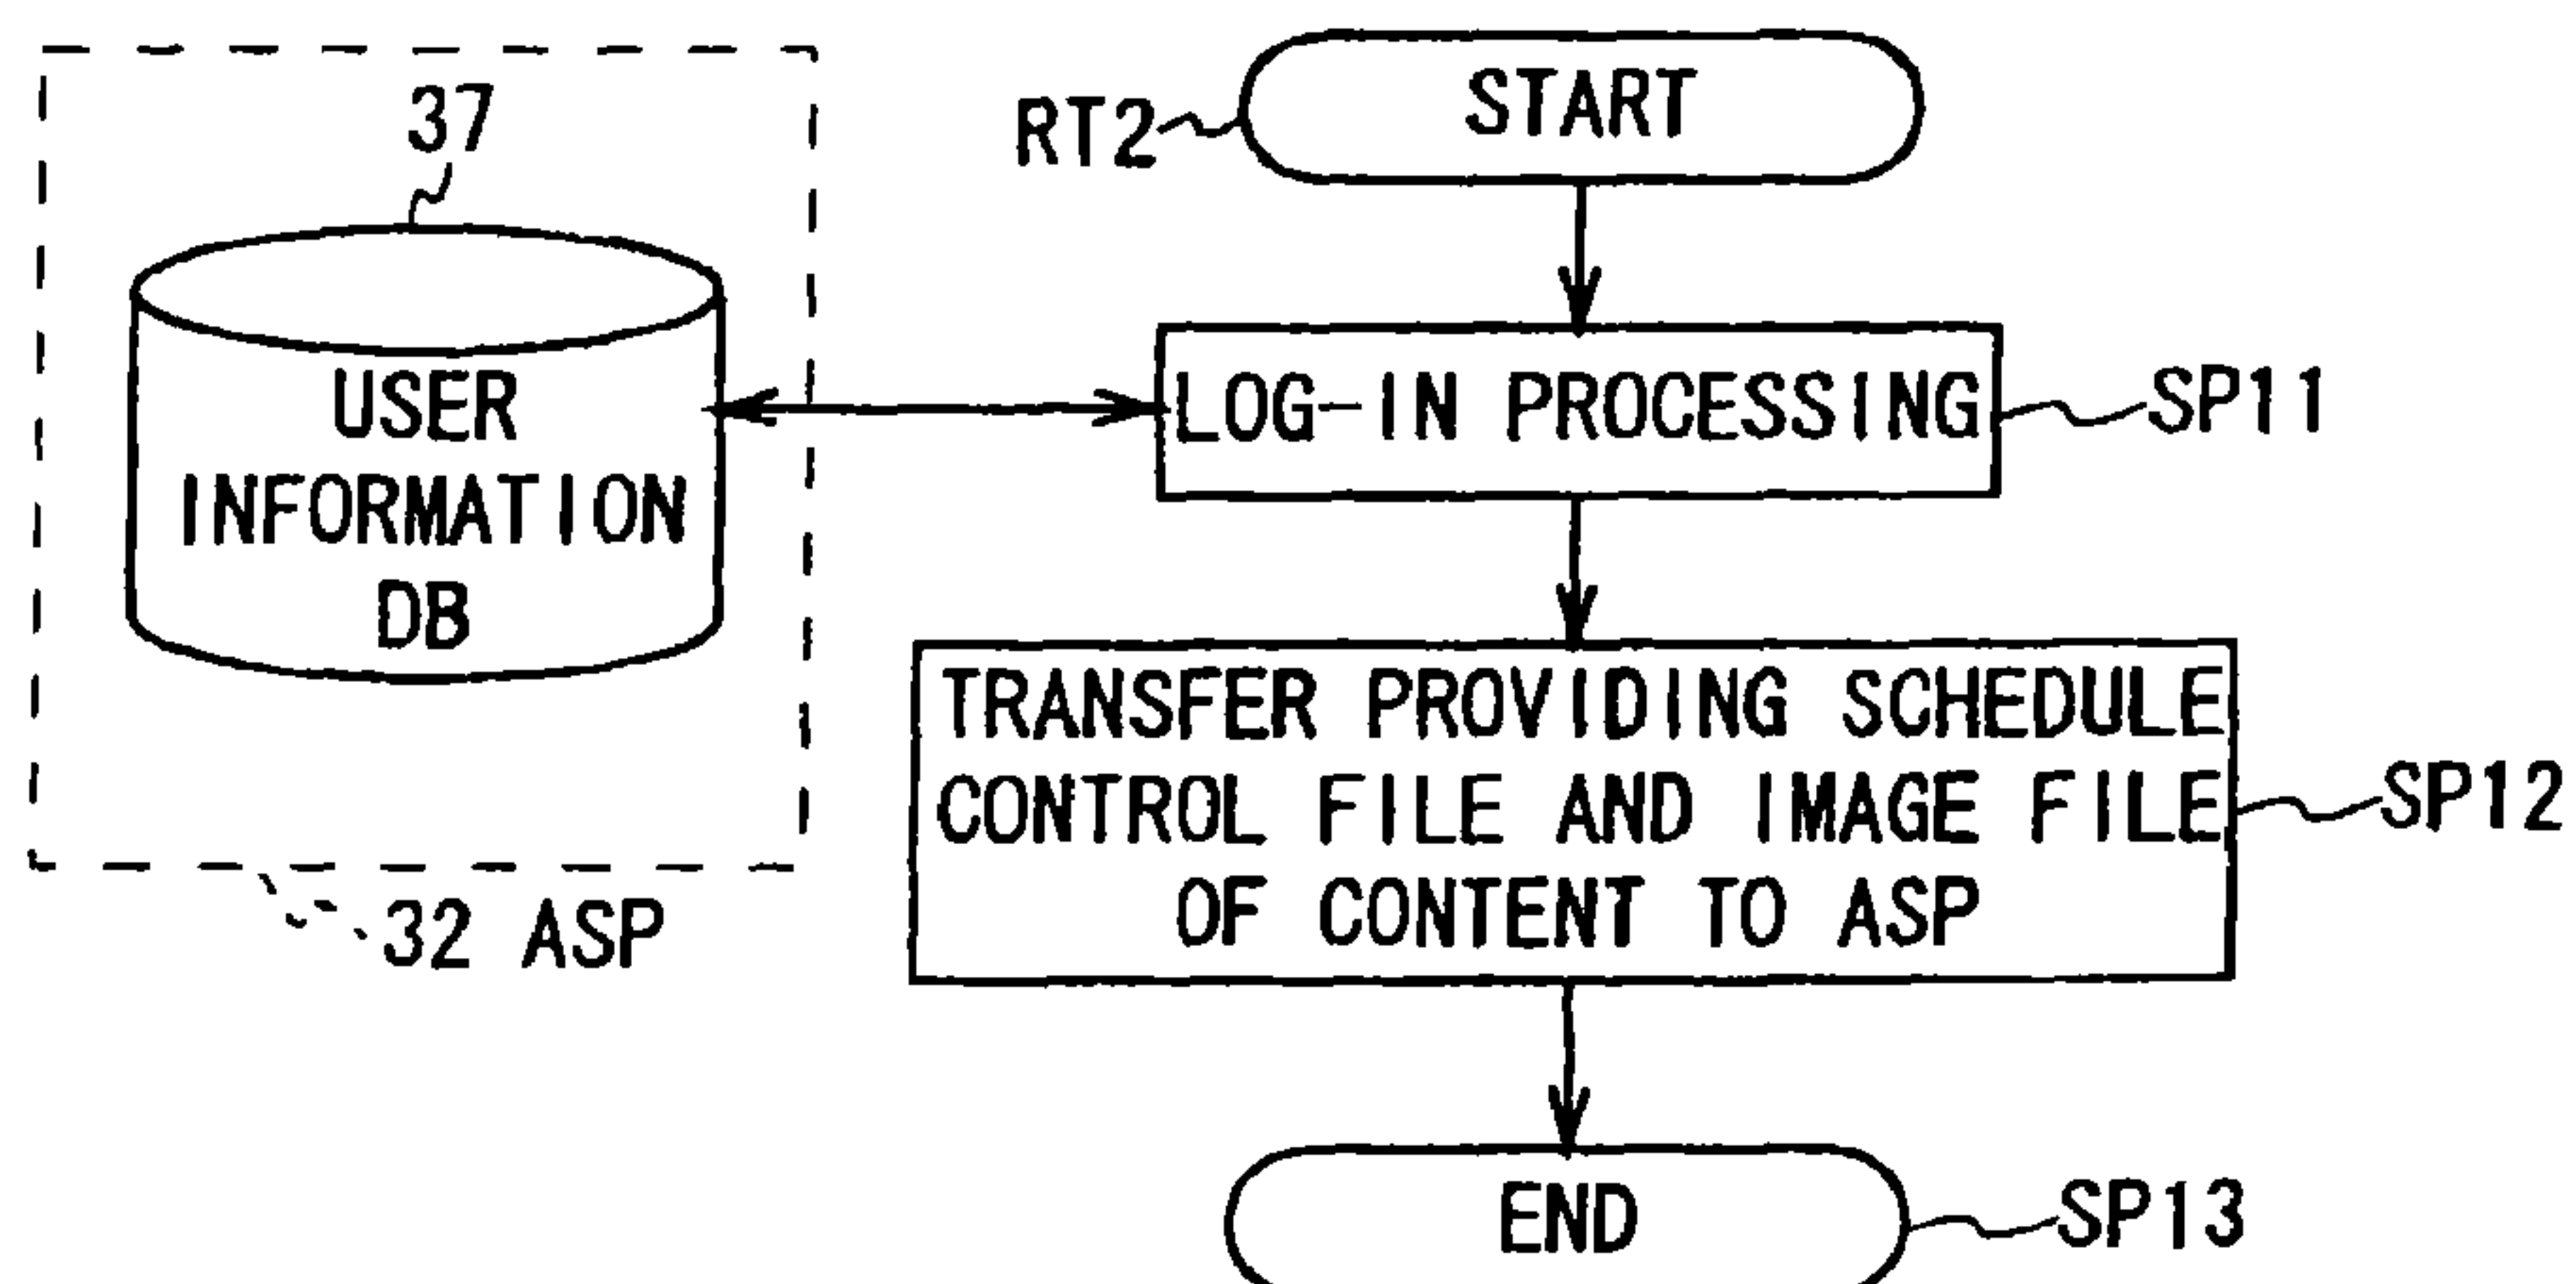 37
USER
INFORMATION
DB
32 ASP
RT2
START
LOG-IN PROCESSING
SP11
TRANSFER PROVIDING SCHEDULE
CONTROL FILE AND IMAGE FILE
OF CONTENT TO ASP
SP12
END
SP13